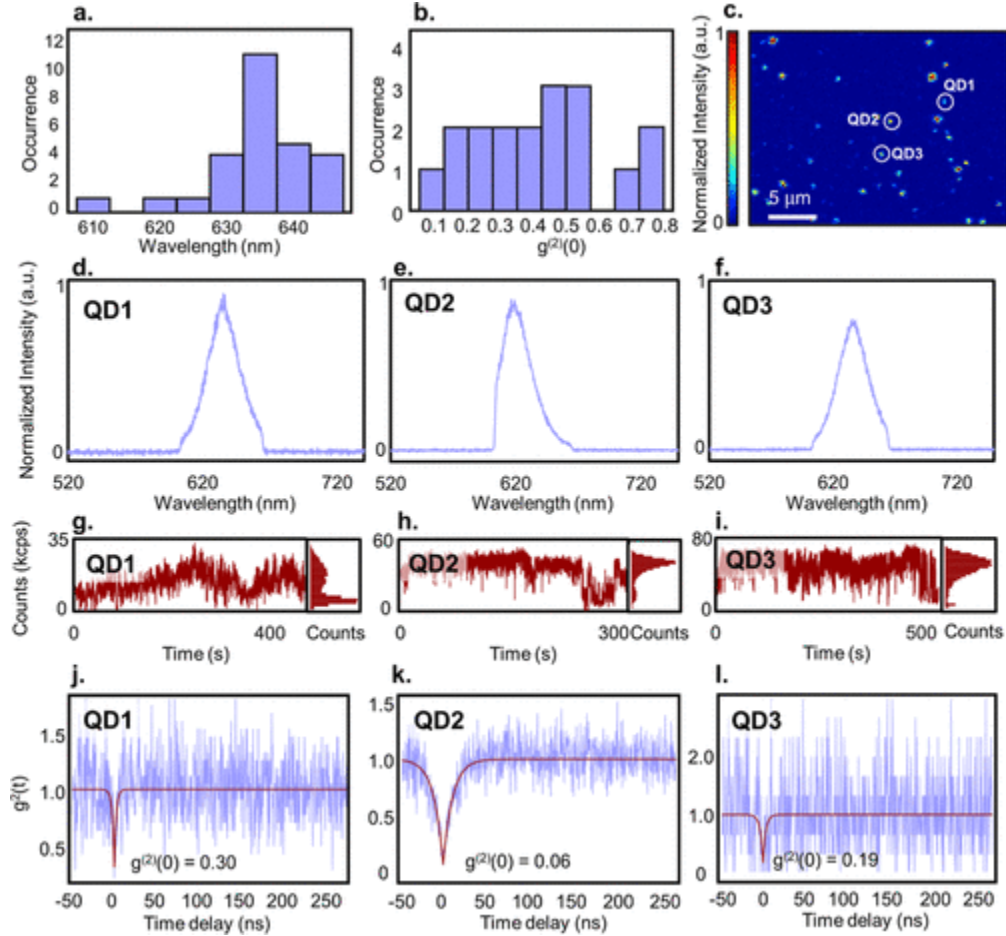 a.
12
10
8
6
4
2
0
Occurrence
610 620 630 640
Wavelength (nm)
b.
4
3
2
1
0
Occurrence
0.1 0.2 0.3 0.4 0.5 0.6 0.7 0.8
g(2)(0)
c.
1
0
Normalized Intensity (a.u.)
QD1
QD2
QD3
5 μm
d.
1
0
Normalized Intensity (a.u.)
QD1
520 620 720
Wavelength (nm)
e.
1
0
QD2
520 620 720
Wavelength (nm)
f.
1
0
QD3
520 620 720
Wavelength (nm)
g.
35
0
Counts (kcps)
QD1
0 400 Counts
Time (s)
h.
60
0
QD2
0 300 Counts
Time (s)
i.
80
0
QD3
0 500 Counts
Time (s)
j.
1.5
1.0
0.5
g2(t)
QD1
g(2)(0) = 0.30
-50 0 50 100 150 200 250
Time delay (ns)
k.
1.5
1.0
0.5
0
QD2
g(2)(0) = 0.06
-50 0 50 100 150 200 250
Time delay (ns)
l.
2.0
1.0
0
QD3
g(2)(0) = 0.19
-50 0 50 100 150 200 250
Time delay (ns)